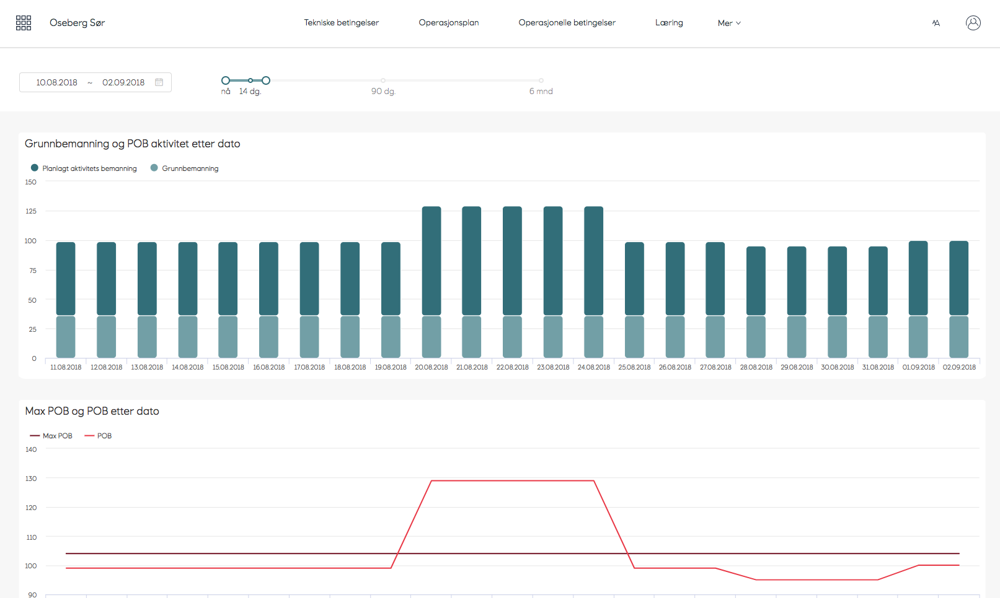 Oseberg Sør
Tekniske betingelser
Operasjonsplan
Operasjonelle betingelser
Læring
Mer
AA
10.08.2018 ~ 02.09.2018
nå 14 dg. 90 dg. 6 mnd
Grunnbemanning og POB aktivitet etter dato
Planlagt aktivitets bemanning Grunnbemanning
150
125
100
75
50
25
0
11.08.2018 12.08.2018 13.08.2018 14.08.2018 15.08.2018 16.08.2018 17.08.2018 18.08.2018 19.08.2018 20.08.2018 21.08.2018 22.08.2018 23.08.2018 24.08.2018 25.08.2018 26.08.2018 27.08.2018 28.08.2018 29.08.2018 30.08.2018 31.08.2018 01.09.2018 02.09.2018
Max POB og POB etter dato
Max POB POB
140
130
120
110
100
90